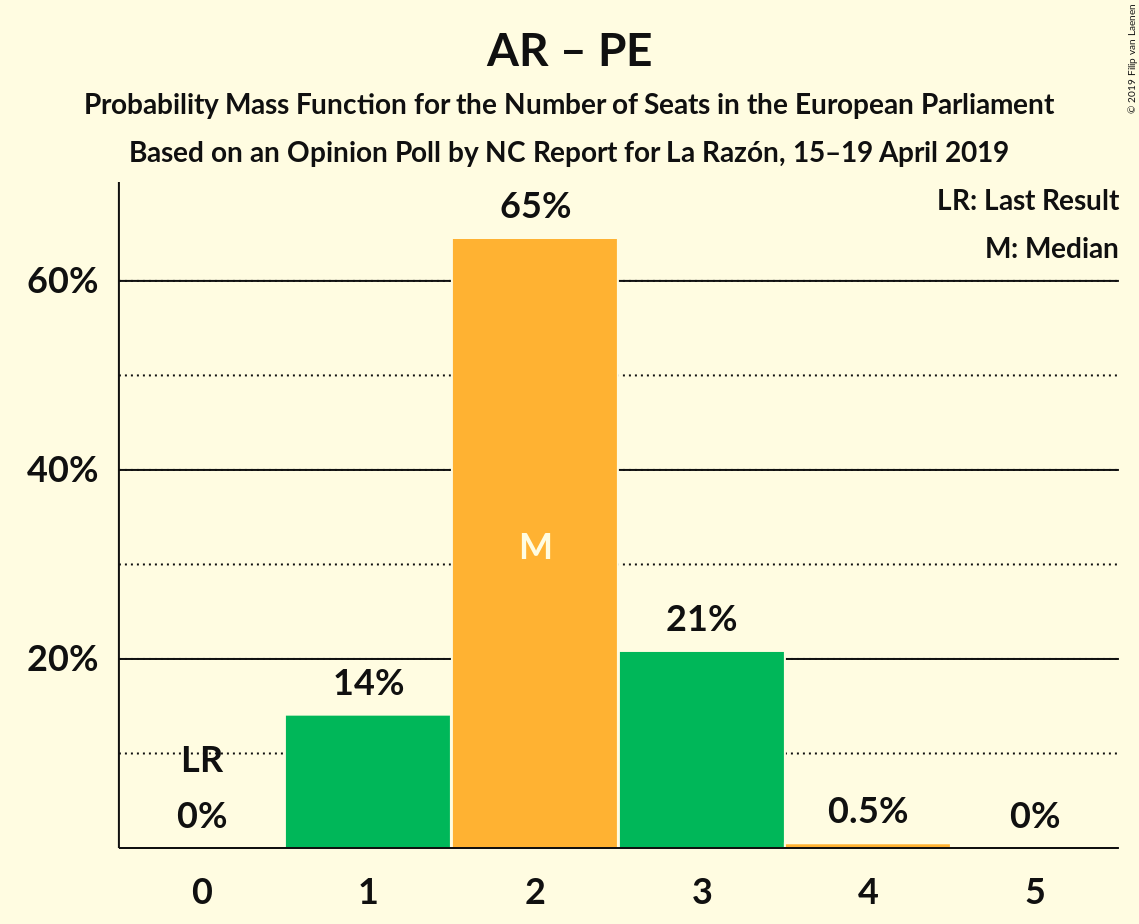 AR – PE
Probability Mass Function for the Number of Seats in the European Parliament
Based on an Opinion Poll by NC Report for La Razón, 15–19 April 2019
© 2019 Filip van Laenen
LR: Last Result
M: Median
65%
60%
40%
M
21%
20%
14%
LR
0%
0.5%
0%
0 1 2 3 4 5